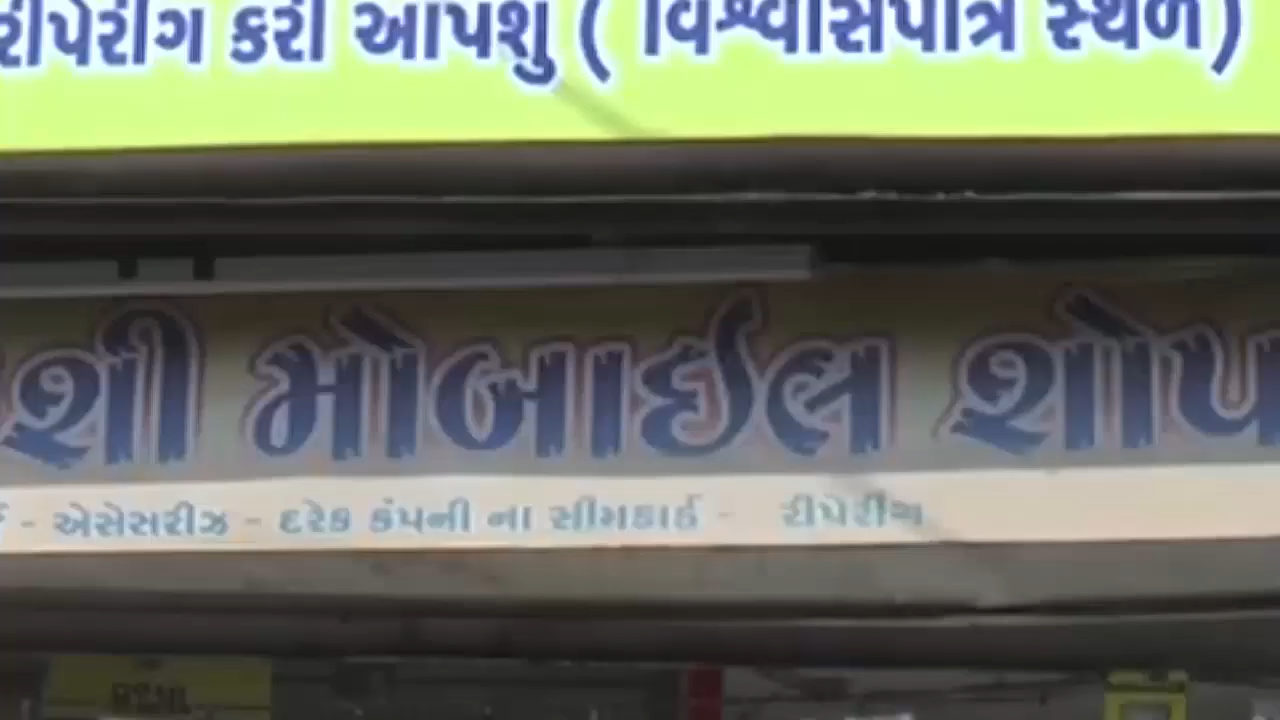 રીપેરીંગ કરી આપશુ ( વિશ્વાસપાત્ર સ્થળ )
શી મોબાઈલ શોપ
- એસેસરીઝ - દરેક કંપની ના સીમકાર્ડ - રીપેરીંગ